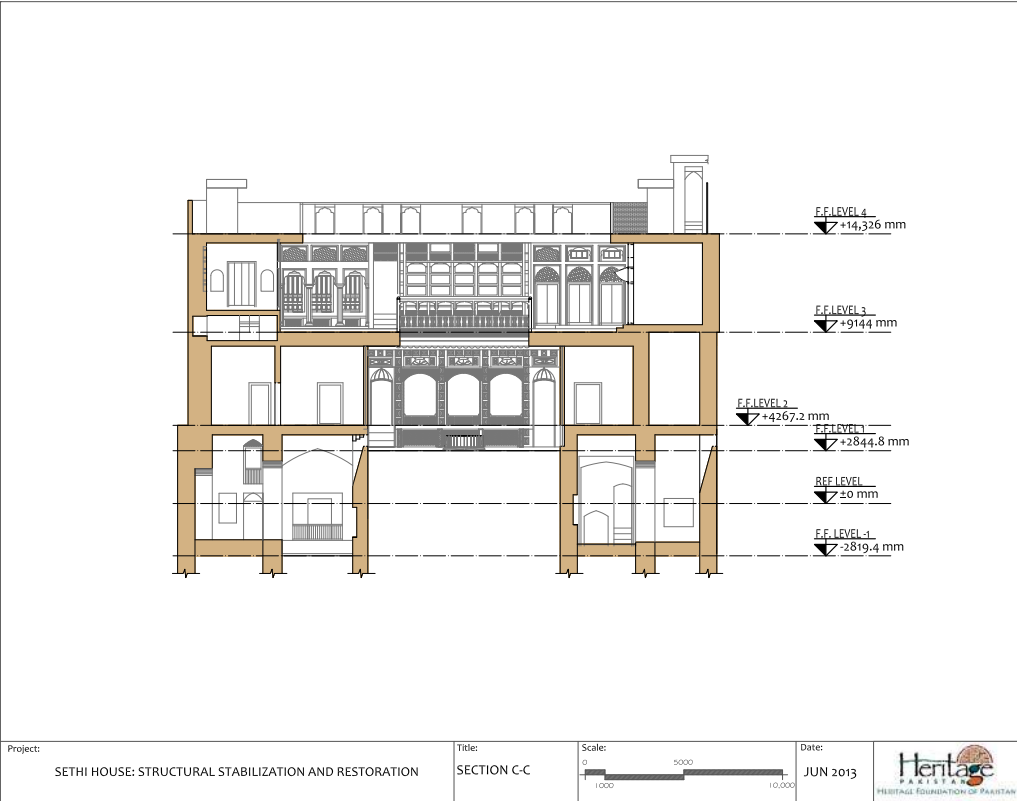 F.F.LEVEL 4
+14,326 mm
F.F.LEVEL 3
+9144 mm
F.F.LEVEL 2
+4267.2 mm
F.F.LEVEL 1
+2844.8 mm
REF LEVEL
±0 mm
F.F. LEVEL -1
-2819.4 mm
Project:
SETHI HOUSE: STRUCTURAL STABILIZATION AND RESTORATION
Title:
SECTION C-C
Scale:
0 5000
1000 10,000
Date:
JUN 2013
Heritage
PAKISTAN
HERITAGE FOUNDATION OF PAKISTAN